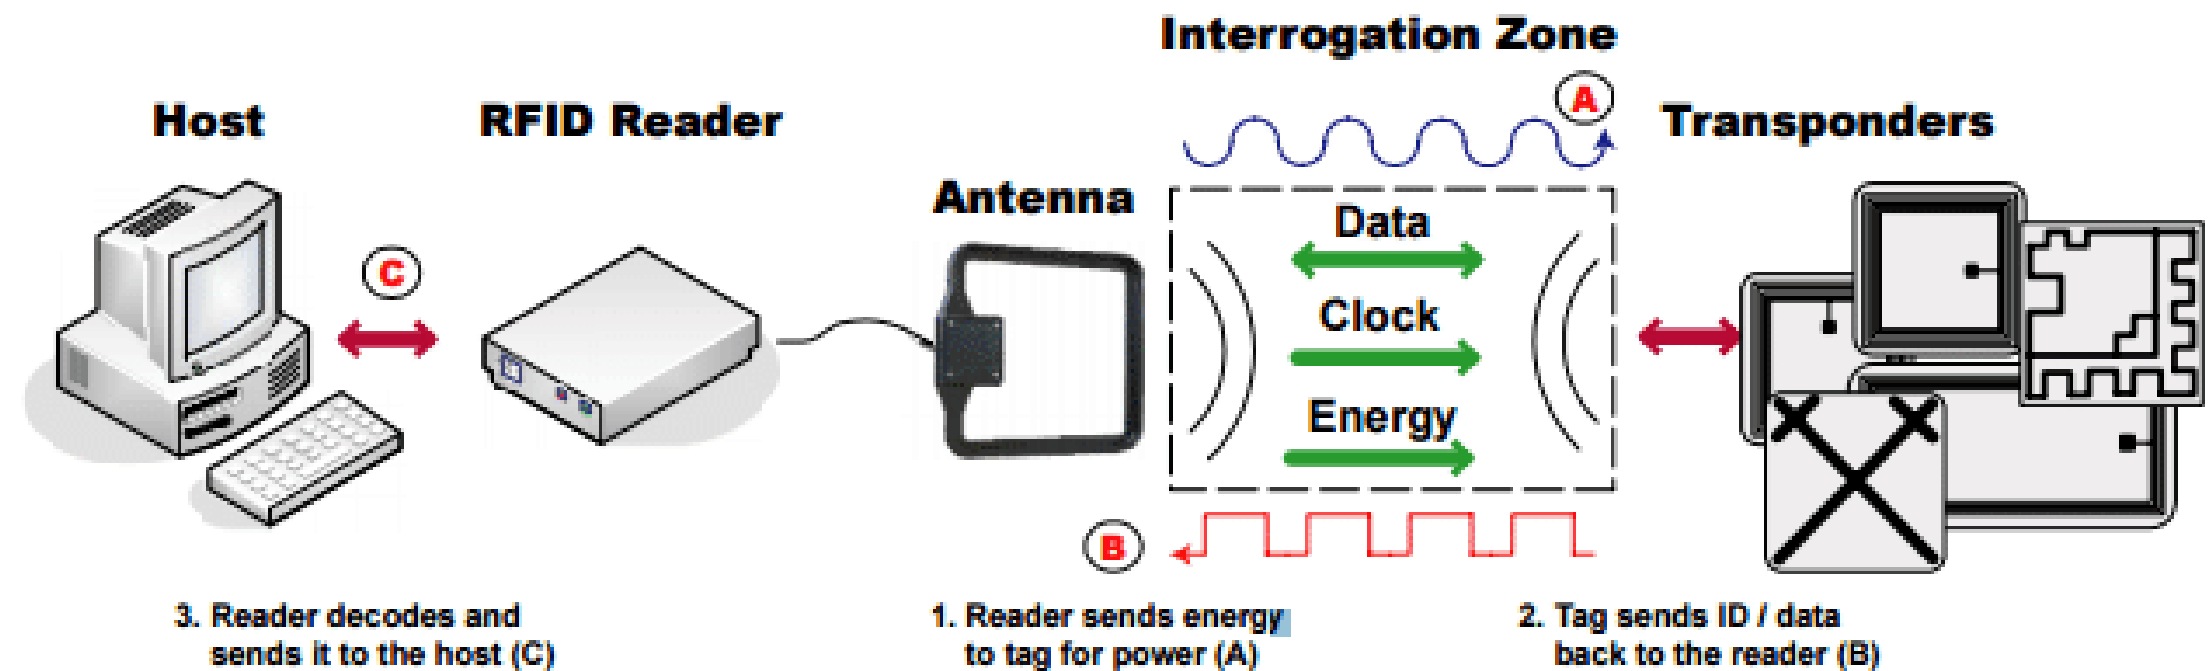 Interrogation Zone
A
Host
RFID Reader
Transponders
Antenna
Data
C
Clock
Energy
B
3. Reader decodes and
sends it to the host (C)
1. Reader sends energy
to tag for power (A)
2. Tag sends ID / data
back to the reader (B)